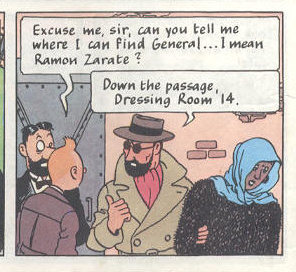 Excuse me, sir, can you tell me
where I can find General...I mean
Ramon Zarate?
Down the passage,
Dressing Room 14.